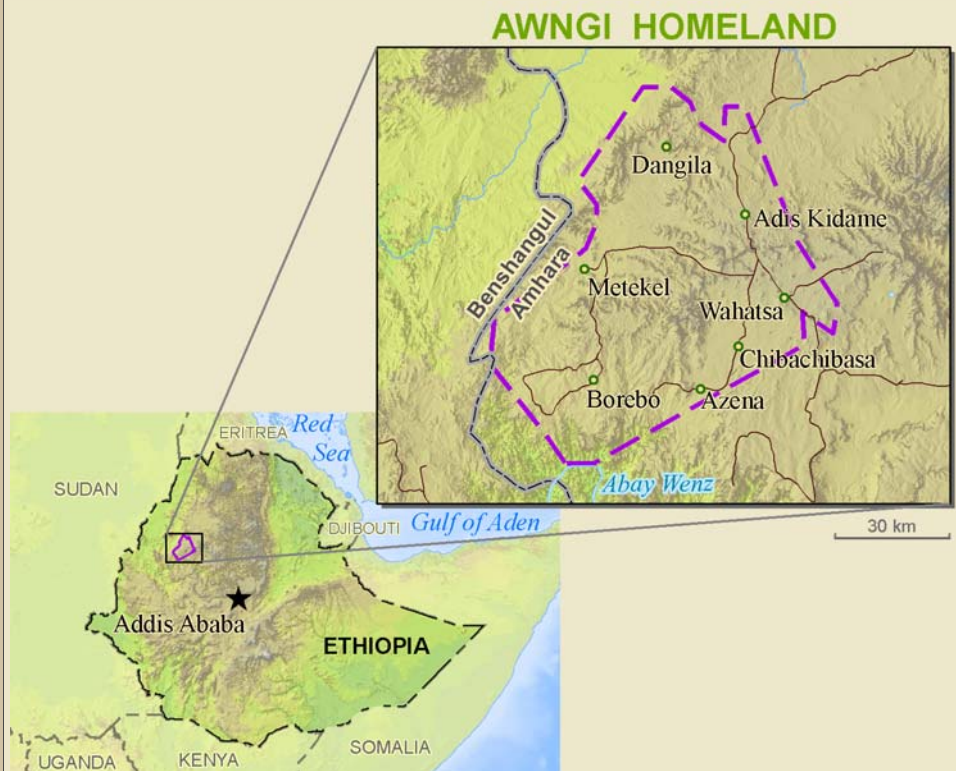 AWNGI HOMELAND
Dangila
Adis Kidame
Benshangul
Amhara
Metekel
Wahatsa
Chibachibasa
Borebo
Azena
Abay Wenz
30 km
Red
Sea
ERITREA
SUDAN
DJIBOUTI
Gulf of Aden
Addis Ababa
ETHIOPIA
SOMALIA
KENYA
UGANDA